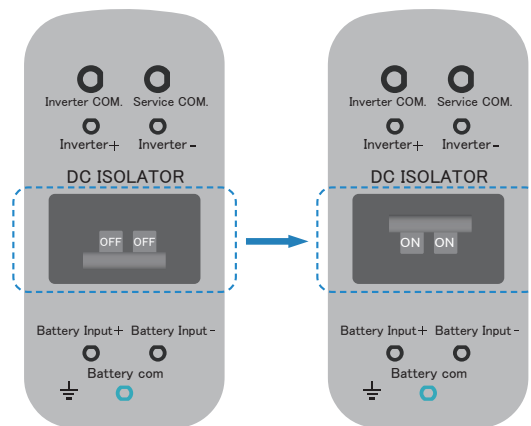 Inverter COM. Service COM.
Inverter+ Inverter-
DC ISOLATOR
OFF OFF
Battery Input+ Battery Input-
Battery com
Inverter COM. Service COM.
Inverter+ Inverter-
DC ISOLATOR
ON ON
Battery Input+ Battery Input-
Battery com